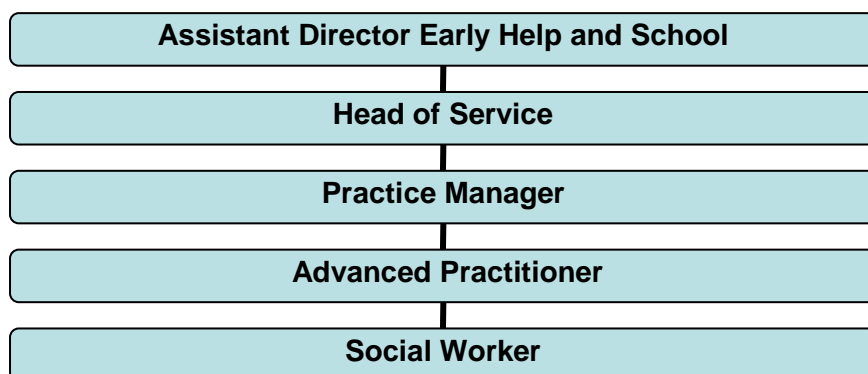 Assistant Director Early Help and School
Head of Service
Practice Manager
Advanced Practitioner
Social Worker